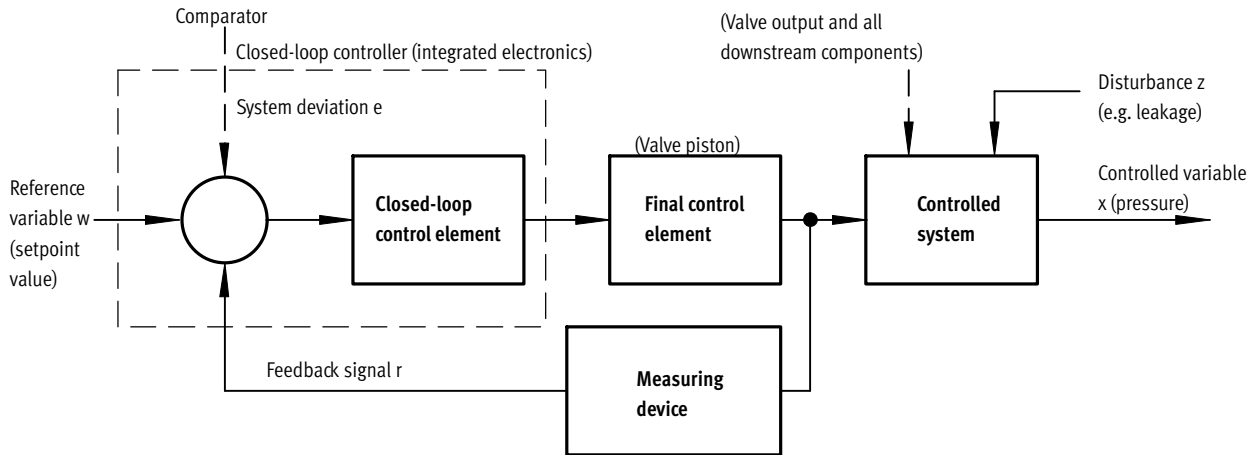 Comparator
Closed-loop controller (integrated electronics)
System deviation e
(Valve output and all
downstream components)
Disturbance z
(e.g. leakage)
Reference
variable w
(setpoint
value)
Closed-loop
control element
(Valve piston)
Final control
element
Controlled
system
Controlled variable
x (pressure)
Feedback signal r
Measuring
device